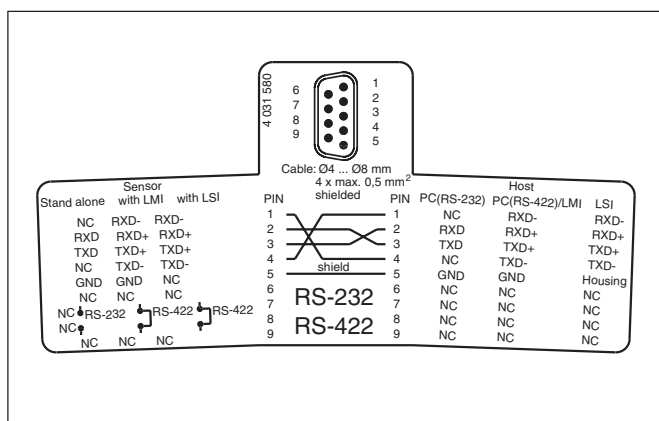 4 031 580
6 1
7 2
8 3
9 4
5
Cable: Ø4 ... Ø8 mm
4 x max. 0,5 mm²
shielded
Sensor
Stand alone with LMI with LSI
NC RXD- RXD-
RXD RXD+ RXD+
TXD TXD+ TXD+
NC TXD- TXD-
GND GND NC
NC NC NC
NC RS-232 RS-422 RS-422
NC
NC NC NC
PIN PIN
1 1
2 2
3 3
4 shield 4
5 5
6 RS-232 6
7 7
8 RS-422 8
9 9
Host
PC(RS-232) PC(RS-422)/LMI LSI
NC RXD- RXD-
RXD RXD+ RXD+
TXD TXD+ TXD+
NC TXD- TXD-
GND GND Housing
NC NC NC
NC NC NC
NC NC NC
NC NC NC